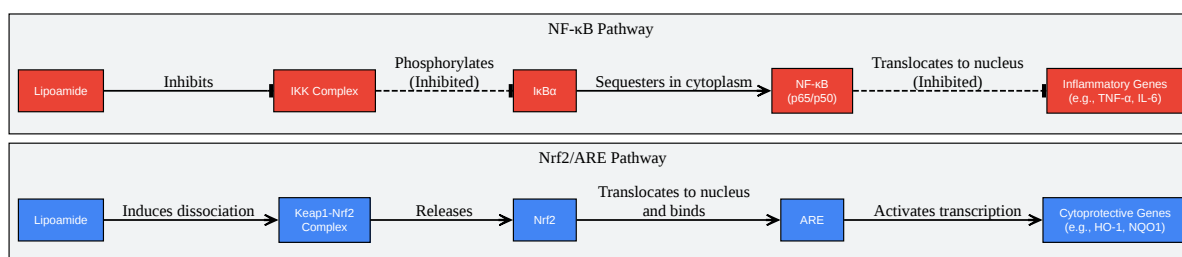 NF-κB Pathway
Lipoamide
Inhibits
IKK Complex
Phosphorylates
(Inhibited)
IκBα
Sequesters in cytoplasm
NF-κB
(p65/p50)
Translocates to nucleus
(Inhibited)
Inflammatory Genes
(e.g., TNF-α, IL-6)
Nrf2/ARE Pathway
Lipoamide
Induces dissociation
Keap1-Nrf2
Complex
Releases
Nrf2
Translocates to nucleus
and binds
ARE
Activates transcription
Cytoprotective Genes
(e.g., HO-1, NQO1)